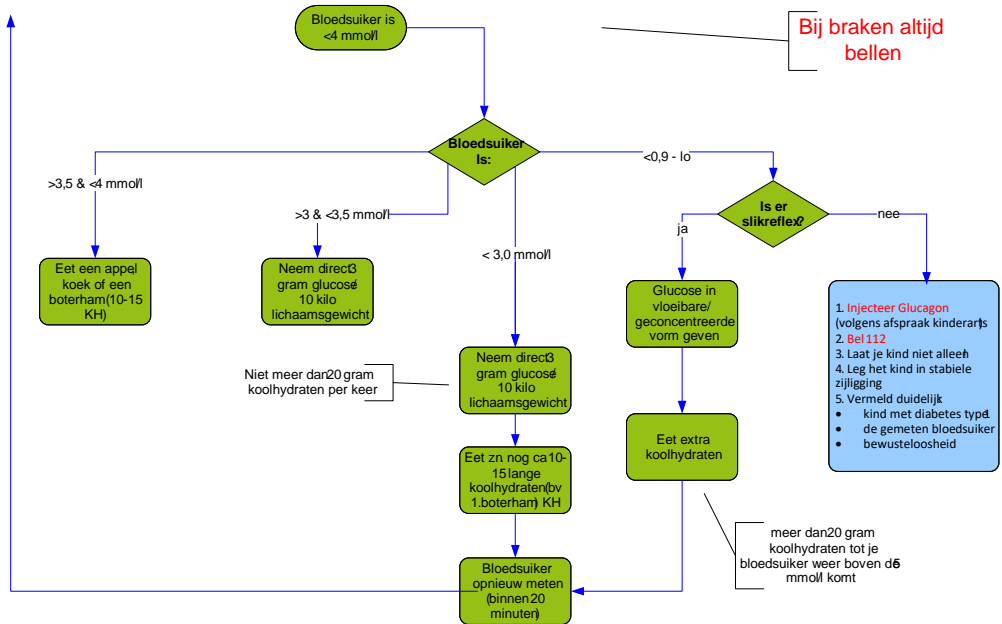 Bloedsuiker is
<4 mmol/l
Bij braken altijd
bellen
Bloedsuiker
Is:
<0,9 - lo
>3,5 & <4 mmol/l
>3 & <3,5 mmol/l
< 3,0 mmol/l
Is er
slikreflex?
ja
nee
Eet een appel,
koek of een
boterham (10-15
KH)
Neem direct 3
gram glucose/
10 kilo
lichaamsgewicht
Glucose in
vloeibare/
geconcentreerde
vorm geven
1. Injecteer Glucagon
(volgens afspraak kinderarts)
2. Bel 112
3. Laat je kind niet alleen!
4. Leg het kind in stabiele
zijligging
5. Vermeld duidelijk:
• kind met diabetes type 1
• de gemeten bloedsuiker
• bewusteloosheid
Niet meer dan 20 gram
koolhydraten per keer
Neem direct 3
gram glucose/
10 kilo
lichaamsgewicht
Eet extra
koolhydraten
Eet zn. nog ca 10-
15 lange
koolhydraten (bv
1.boterham) KH
meer dan 20 gram
koolhydraten tot je
bloedsuiker weer boven de 5
mmol/l komt
Bloedsuiker
opnieuw meten
(binnen 20
minuten)